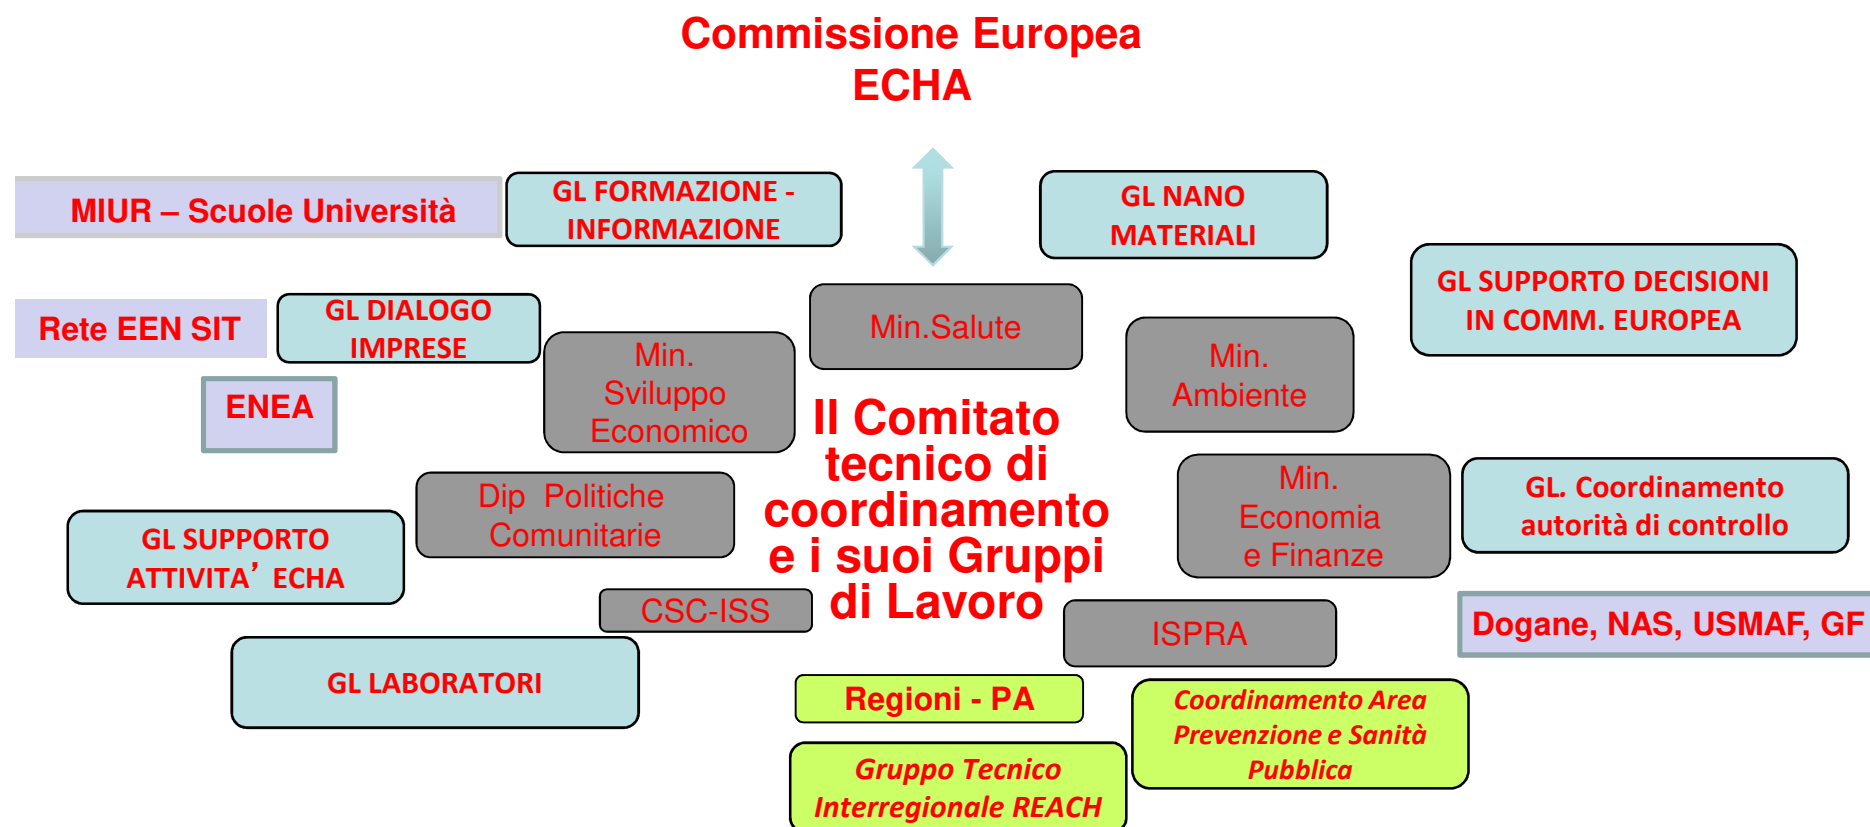 Commissione Europea
ECHA
MIUR – Scuole Università
GL FORMAZIONE -
INFORMAZIONE
GL NANO
MATERIALI
GL SUPPORTO DECISIONI
IN COMM. EUROPEA
Rete EEN SIT
GL DIALOGO
IMPRESE
Min.Salute
Min.
Sviluppo
Economico
Min.
Ambiente
ENEA
Il Comitato
tecnico di
coordinamento
e i suoi Gruppi
di Lavoro
Dip Politiche
Comunitarie
Min.
Economia
e Finanze
GL. Coordinamento
autorità di controllo
GL SUPPORTO
ATTIVITA’ ECHA
CSC-ISS
ISPRA
Dogane, NAS, USMAF, GF
GL LABORATORI
Regioni - PA
Coordinamento Area
Prevenzione e Sanità
Pubblica
Gruppo Tecnico
Interregionale REACH